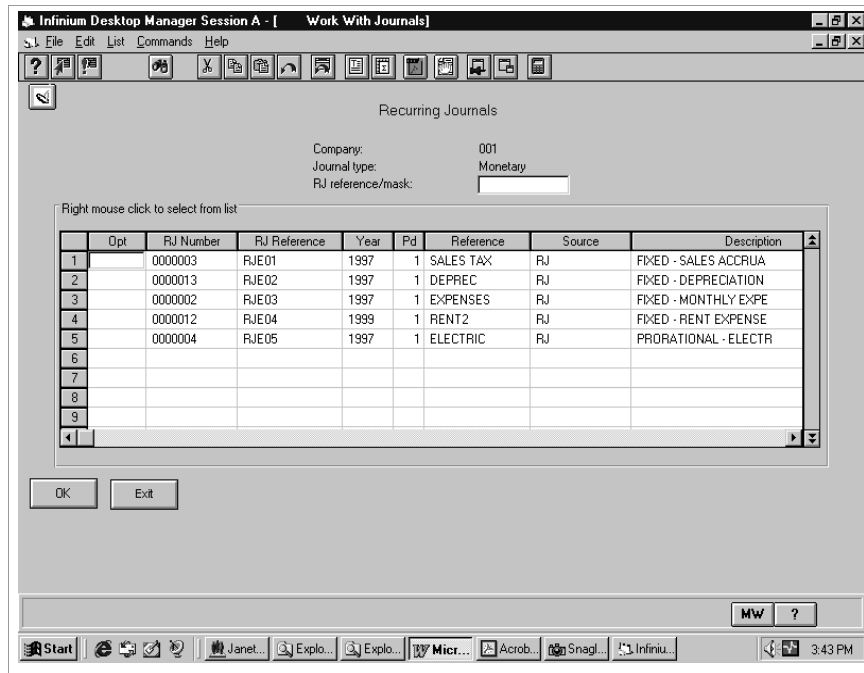 Infinium Desktop Manager Session A - [ Work With Journals]
File Edit List Commands Help
Recurring Journals
Company: 001
Journal type: Monetary
RJ reference/mask:
Right mouse click to select from list
Opt RJ Number RJ Reference Year Pd Reference Source Description
1 0000003 RJE01 1997 1 SALES TAX RJ FIXED - SALES ACCRUA
2 0000013 RJE02 1997 1 DEPREC RJ FIXED - DEPRECIATION
3 0000002 RJE03 1997 1 EXPENSES RJ FIXED - MONTHLY EXPE
4 0000012 RJE04 1999 1 RENT2 RJ FIXED - RENT EXPENSE
5 0000004 RJE05 1997 1 ELECTRIC RJ PRORATIONAL - ELECTR
6
7
8
9
OK Exit
MW ?
Start Janet... Explo... Explo... Micr... Acrob... SnagI... Infiniu... 3:43 PM